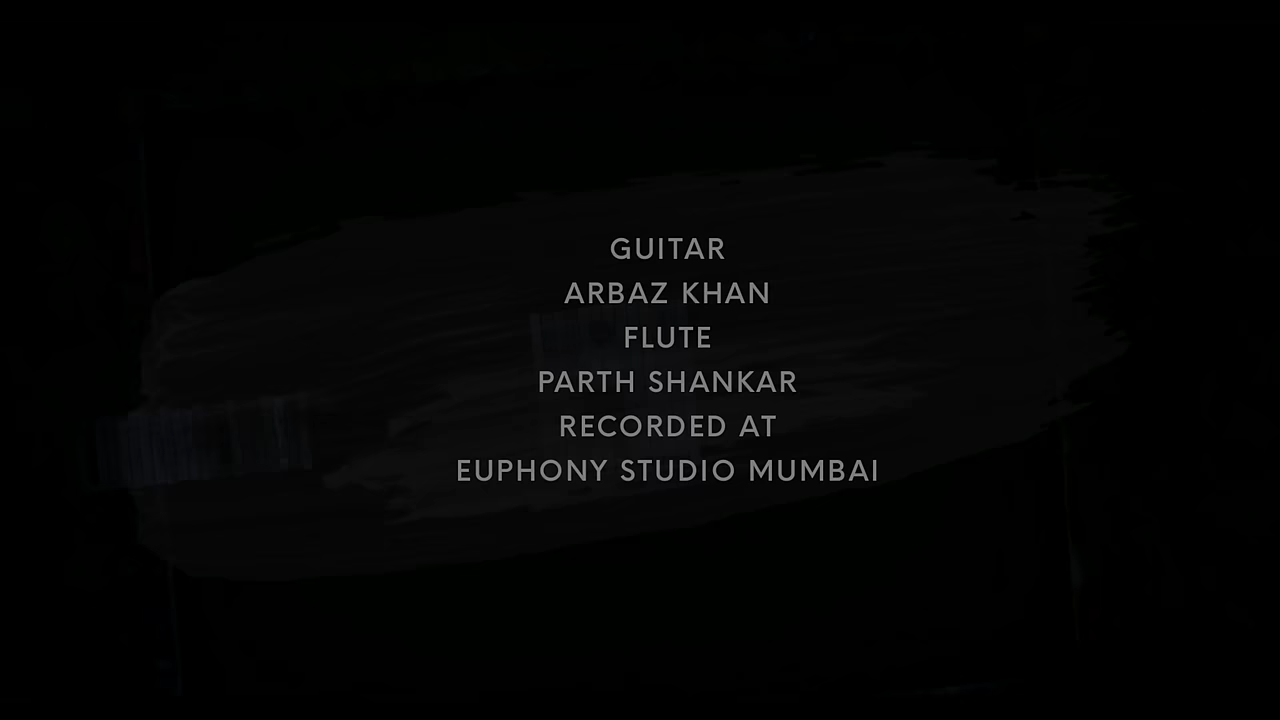 GUITAR
ARBAZ KHAN
FLUTE
PARTH SHANKAR
RECORDED AT
EUPHONY STUDIO MUMBAI